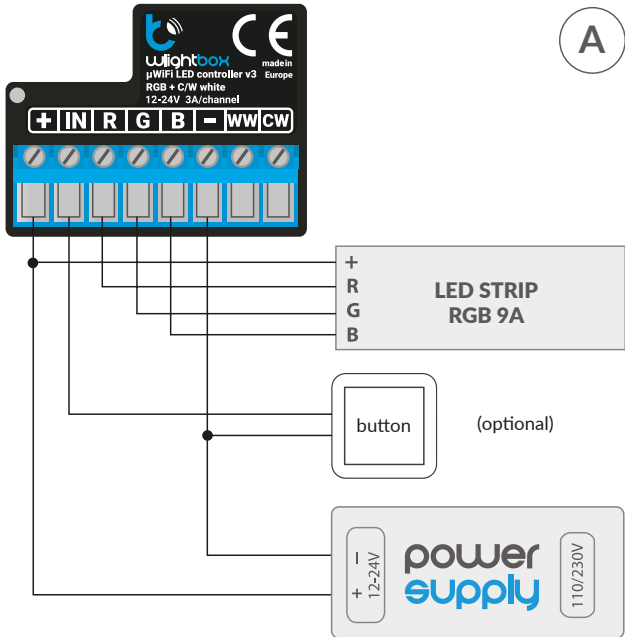 A
wlightbox
CE
made in
Europe
µWiFi LED controller v3
RGB + C/W white
12-24V 3A/channel
+ IN R G B − WW CW
+
R
G
B
LED STRIP
RGB 9A
button
(optional)
− +
12-24V
power
supply
110/230V